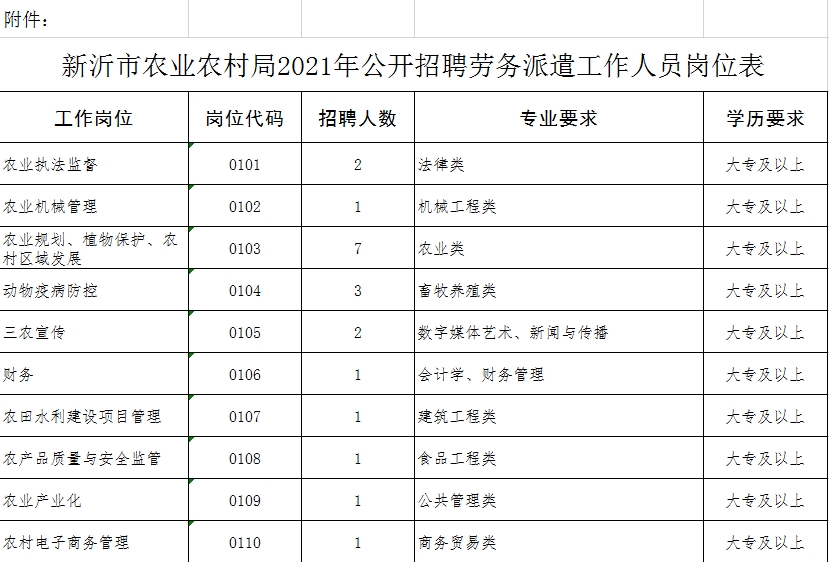 附件：
新沂市农业农村局2021年公开招聘劳务派遣工作人员岗位表
工作岗位 岗位代码 招聘人数 专业要求 学历要求
农业执法监督 0101 2 法律类 大专及以上
农业机械管理 0102 1 机械工程类 大专及以上
农业规划、植物保护、农
村区域发展 0103 7 农业类 大专及以上
动物疫病防控 0104 3 畜牧养殖类 大专及以上
三农宣传 0105 2 数字媒体艺术、新闻与传播 大专及以上
财务 0106 1 会计学、财务管理 大专及以上
农田水利建设项目管理 0107 1 建筑工程类 大专及以上
农产品质量与安全监管 0108 1 食品工程类 大专及以上
农业产业化 0109 1 公共管理类 大专及以上
农村电子商务管理 0110 1 商务贸易类 大专及以上